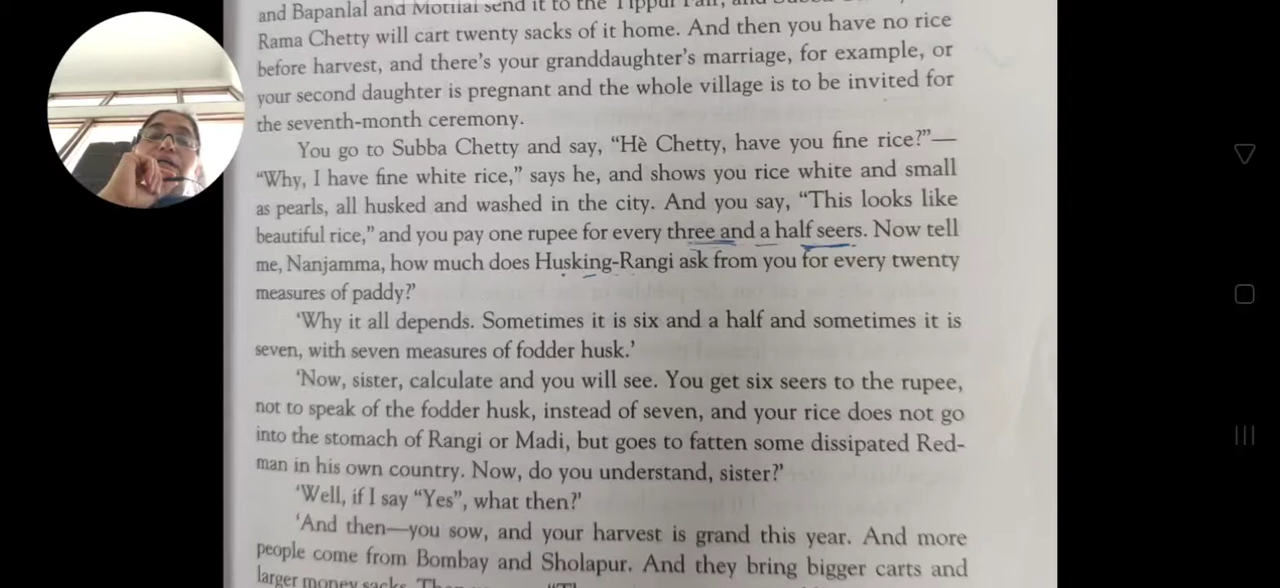 and Bapanlal and Motilal send it to the Tippur Fair, and Subba
Rama Chetty will cart twenty sacks of it home. And then you have no rice
before harvest, and there's your granddaughter's marriage, for example, or
your second daughter is pregnant and the whole village is to be invited for
the seventh-month ceremony.
You go to Subba Chetty and say, “Hè Chetty, have you fine rice?”—
“Why, I have fine white rice,” says he, and shows you rice white and small
as pearls, all husked and washed in the city. And you say, “This looks like
beautiful rice,” and you pay one rupee for every three and a half seers. Now tell
me, Nanjamma, how much does Husking-Rangi ask from you for every twenty
measures of paddy?’
‘Why it all depends. Sometimes it is six and a half and sometimes it is
seven, with seven measures of fodder husk.’
‘Now, sister, calculate and you will see. You get six seers to the rupee,
not to speak of the fodder husk, instead of seven, and your rice does not go
into the stomach of Rangi or Madi, but goes to fatten some dissipated Red-
man in his own country. Now, do you understand, sister?’
‘Well, if I say “Yes”, what then?’
‘And then—you sow, and your harvest is grand this year. And more
people come from Bombay and Sholapur. And they bring bigger carts and
larger money sacks.